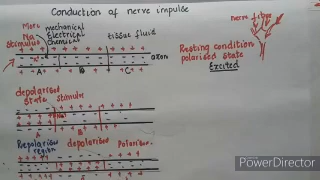 Conduction of nerve impulse
More
Na
Stimulus
mechanical
Electrical
chemical
tissue fluid
axon
A
B
C
nerve fibre
Resting condition
polarised state
Excited
depolarised
state
stimulus
A
B
Repolarised
region
depolarised
Polarised
PowerDirector